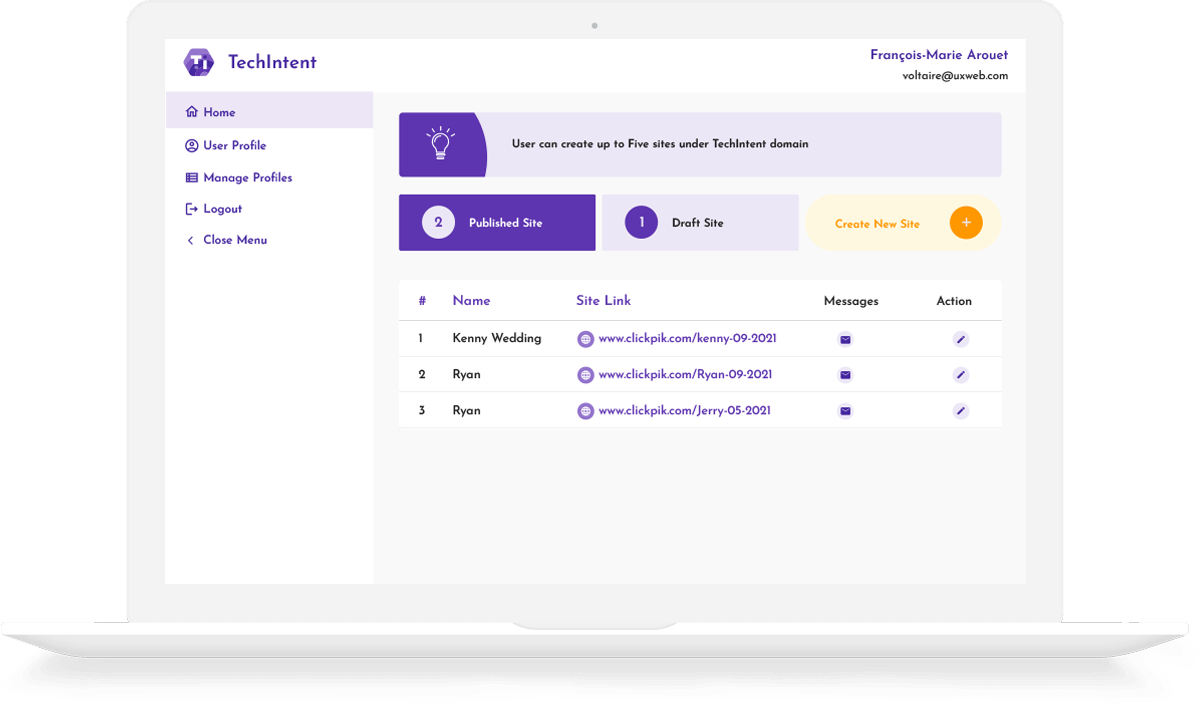 TI TechIntent
François-Marie Arouet
voltaire@uxweb.com
Home
User Profile
Manage Profiles
Logout
Close Menu
User can create up to Five sites under TechIntent domain
2 Published Site
1 Draft Site
Create New Site +
# Name Site Link Messages Action
1 Kenny Wedding www.clickpik.com/kenny-09-2021
2 Ryan www.clickpik.com/Ryan-09-2021
3 Ryan www.clickpik.com/Jerry-05-2021